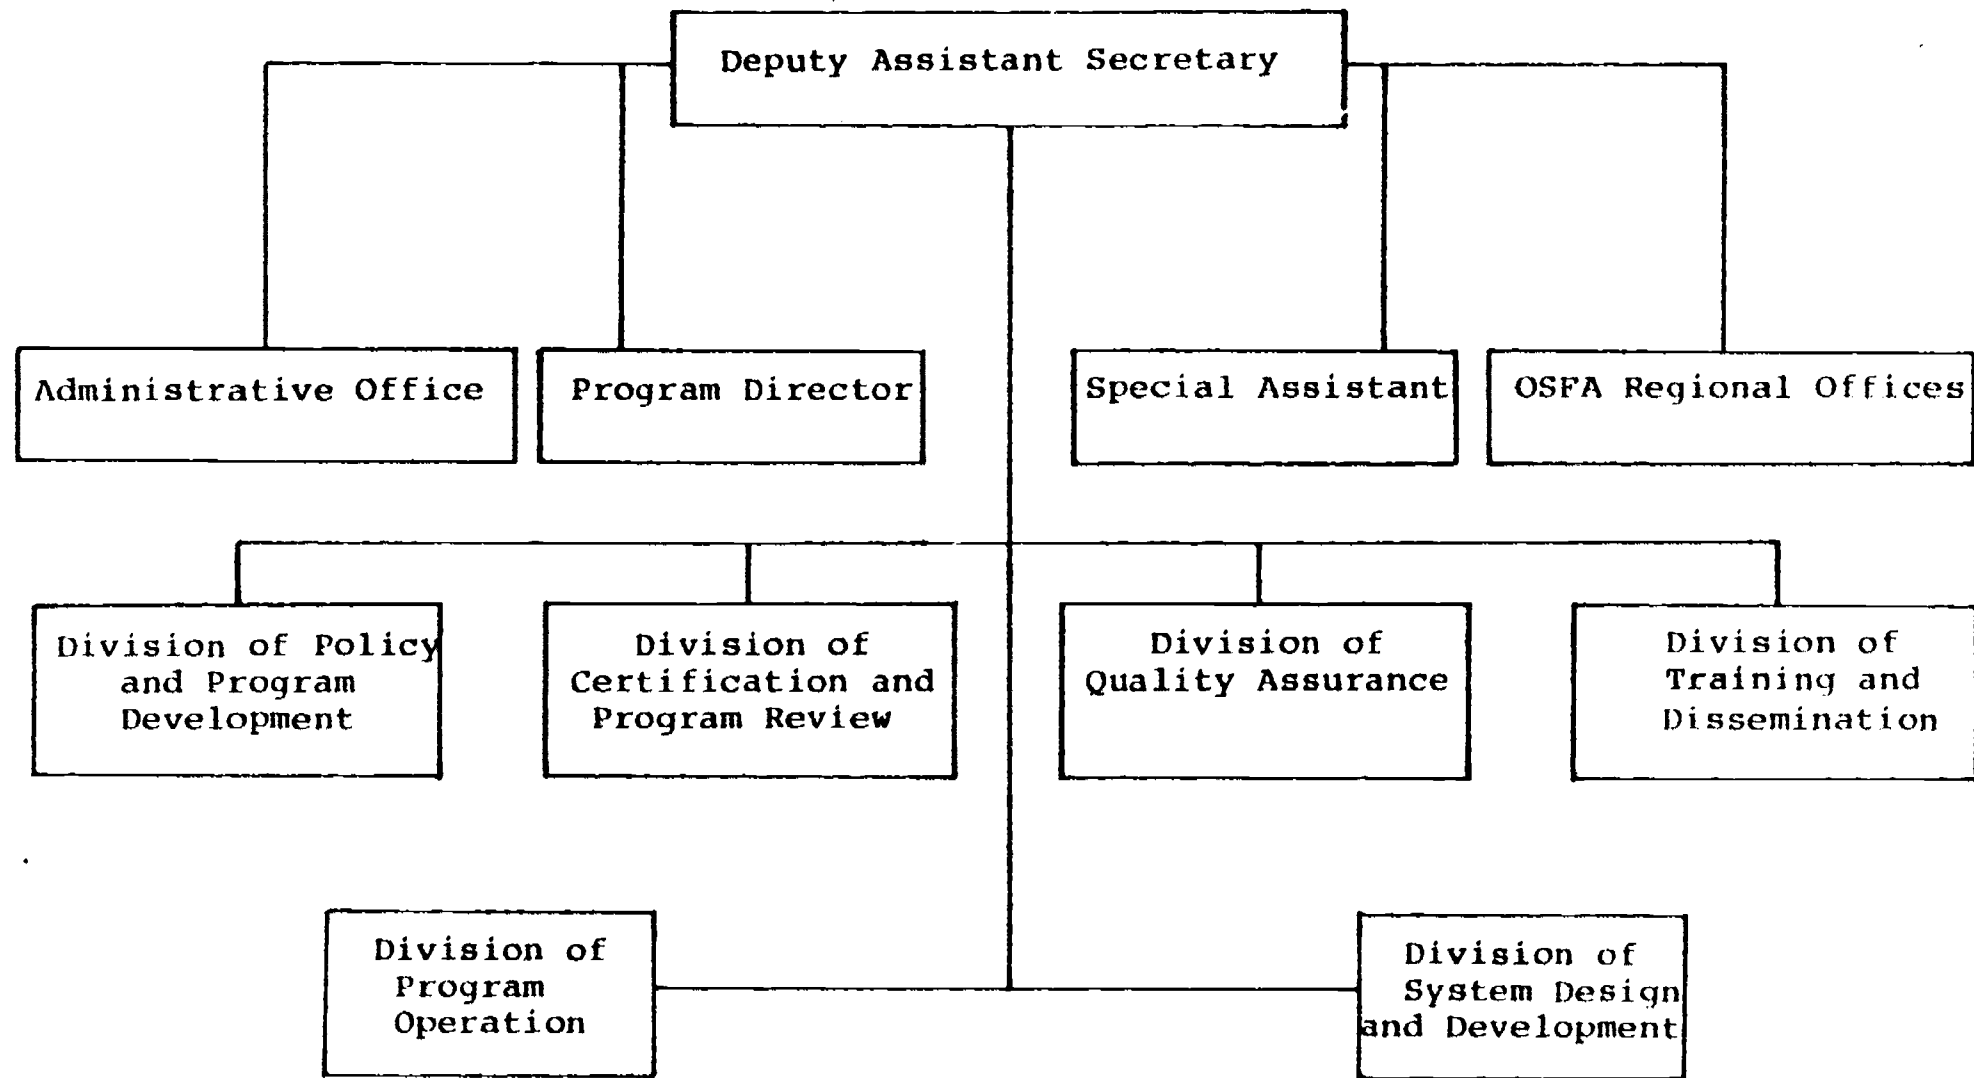 Deputy Assistant Secretary
Administrative Office
Program Director
Special Assistant
OSFA Regional Offices
Division of Policy
and Program
Development
Division of
Certification and
Program Review
Division of
Quality Assurance
Division of
Training and
Dissemination
Division of
Program
Operation
Division of
System Design
and Development